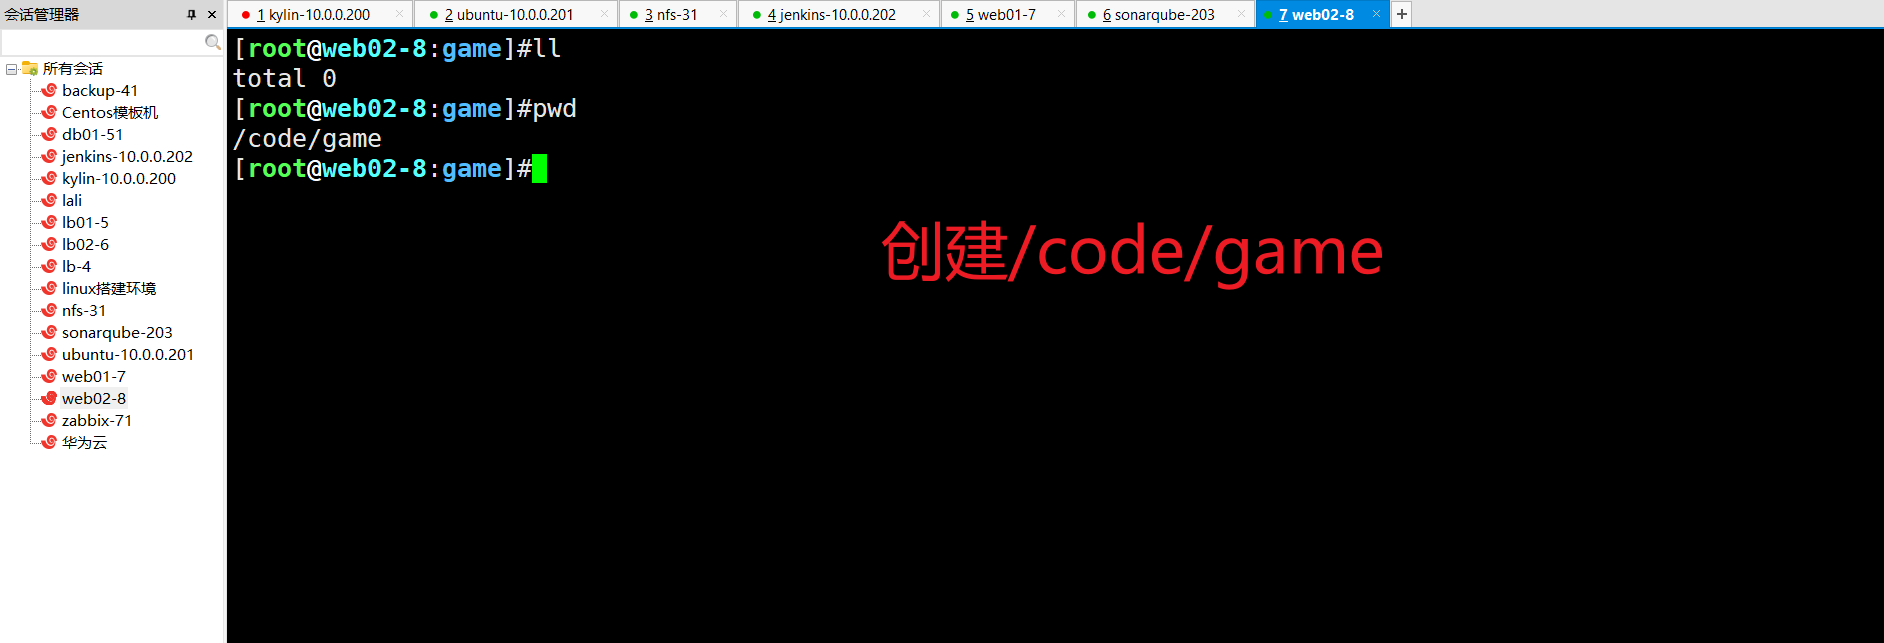 会话管理器
所有会话
backup-41
Centos模板机
db01-51
jenkins-10.0.0.202
kylin-10.0.0.200
lali
lb01-5
lb02-6
lb-4
linux搭建环境
nfs-31
sonarqube-203
ubuntu-10.0.0.201
web01-7
web02-8
zabbix-71
华为云
1 kylin-10.0.0.200 2 ubuntu-10.0.0.201 3 nfs-31 4 jenkins-10.0.0.202 5 web01-7 6 sonarqube-203 7 web02-8
[root@web02-8:game]#ll
total 0
[root@web02-8:game]#pwd
/code/game
[root@web02-8:game]#
创建/code/game